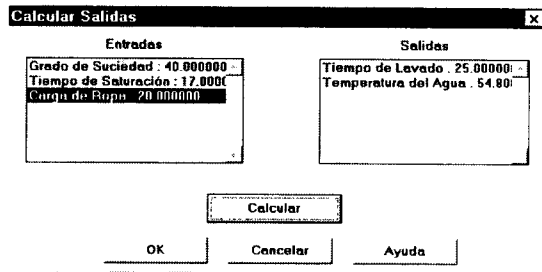 Calcular Salidas
Entradas
Salidas
Grado de Suciedad : 40.000000
Tiempo de Saturación : 17.000(
Carga de Ropa : 20.000000
Tiempo de Lavado : 25.00000
Temperatura del Agua : 54.80
Calcular
OK
Cancelar
Ayuda